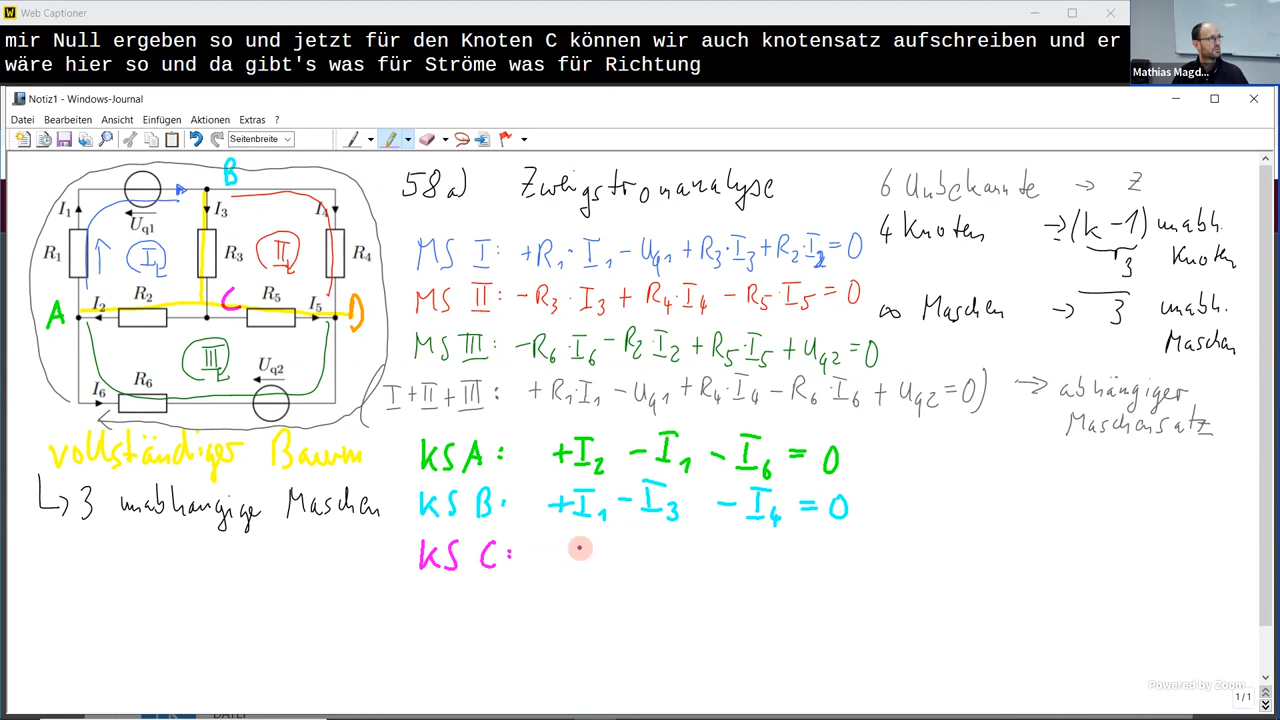 Web Captioner
mir Null ergeben so und jetzt für den Knoten C können wir auch knotensatz aufschreiben und er
wäre hier so und da gibt's was für Ströme was für Richtung
Mathias Magd...
Notiz1 - Windows-Journal
Datei Bearbeiten Ansicht Einfügen Aktionen Extras ?
Seitenbreite
B
I1
Uq1
I3
I4
R1
I
R3
II
R4
A
I2
R2
C
R5
I5
D
III
Uq2
I6
R6
vollständiger Baum
↳ 3 unabhängige Maschen
58a) Zweigstromanalyse
MS I: +R1·I1 - Uq1 + R3·I3 + R2·I2 = 0
MS II: -R3·I3 + R4·I4 - R5·I5 = 0
MS III: -R6·I6 - R2·I2 + R5·I5 + Uq2 = 0
I+II+III: +R1·I1 - Uq1 + R4·I4 - R6·I6 + Uq2 = 0) → abhängiger
Maschensatz
KS A: +I2 - I1 - I6 = 0
KS B: +I1 - I3 - I4 = 0
KS C:
6 Unbekannte → Z
4 Knoten → (k-1) unabh.
3 Knoten
∞ Maschen → 3 unabh.
Maschen
Powered by Zoom
1/1